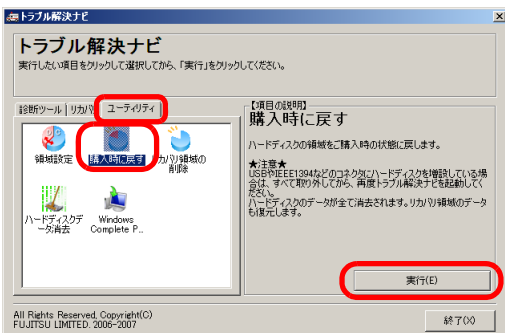 トラブル解決ナビ
トラブル解決ナビ
実行したい項目をクリックして選択してから、「実行」をクリックしてください。
診断ツール
リカバリ
ユーティリティ
領域設定
購入時に戻す
リカバリ領域の
削除
ハードディスクデ
ータ消去
Windows
Complete P...
【項目の説明】
購入時に戻す
ハードディスクの領域をご購入時の状態に戻します。
★注意★
USBやIEEE1394などのコネクタにハードディスクを増設している場
合は、すべて取り外してから、再度トラブル解決ナビを起動してく
ださい。
ハードディスクのデータが全て消去されます。リカバリ領域のデータ
も復元します。
実行(E)
All Rights Reserved, Copyright(C)
FUJITSU LIMITED. 2006-2007
終了(X)